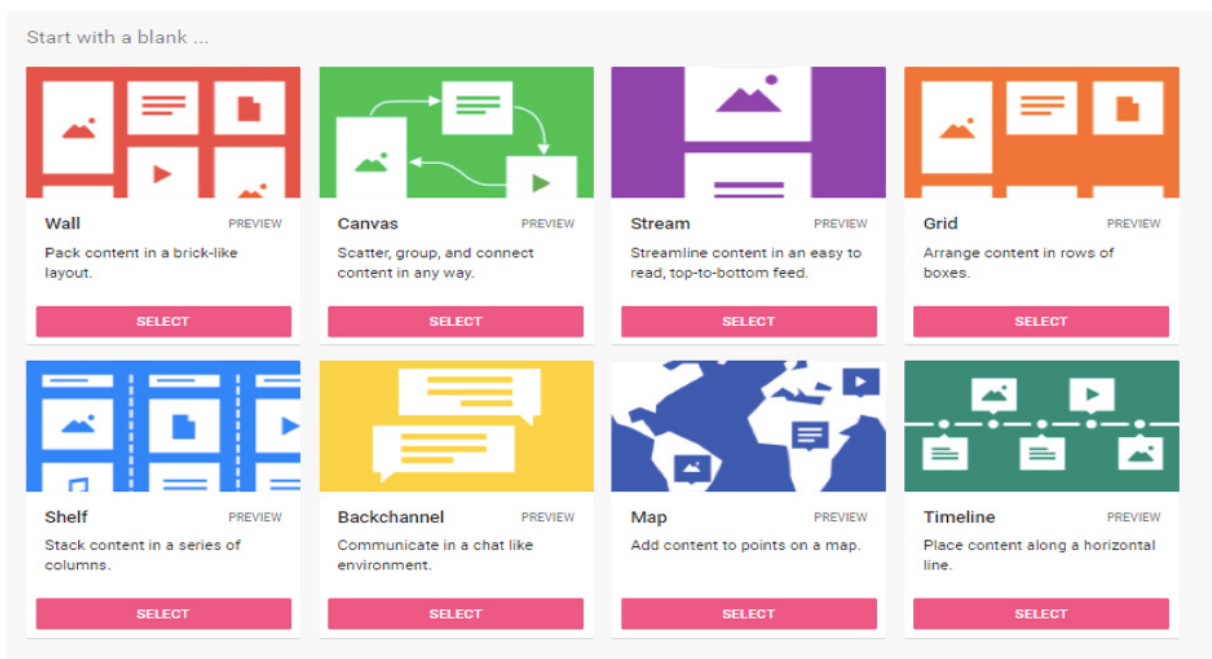 Start with a blank ...
Wall PREVIEW
Pack content in a brick-like
layout.
SELECT
Canvas PREVIEW
Scatter, group, and connect
content in any way.
SELECT
Stream PREVIEW
Streamline content in an easy to
read, top-to-bottom feed.
SELECT
Grid PREVIEW
Arrange content in rows of
boxes.
SELECT
Shelf PREVIEW
Stack content in a series of
columns.
SELECT
Backchannel PREVIEW
Communicate in a chat like
environment.
SELECT
Map PREVIEW
Add content to points on a map.
SELECT
Timeline PREVIEW
Place content along a horizontal
line.
SELECT